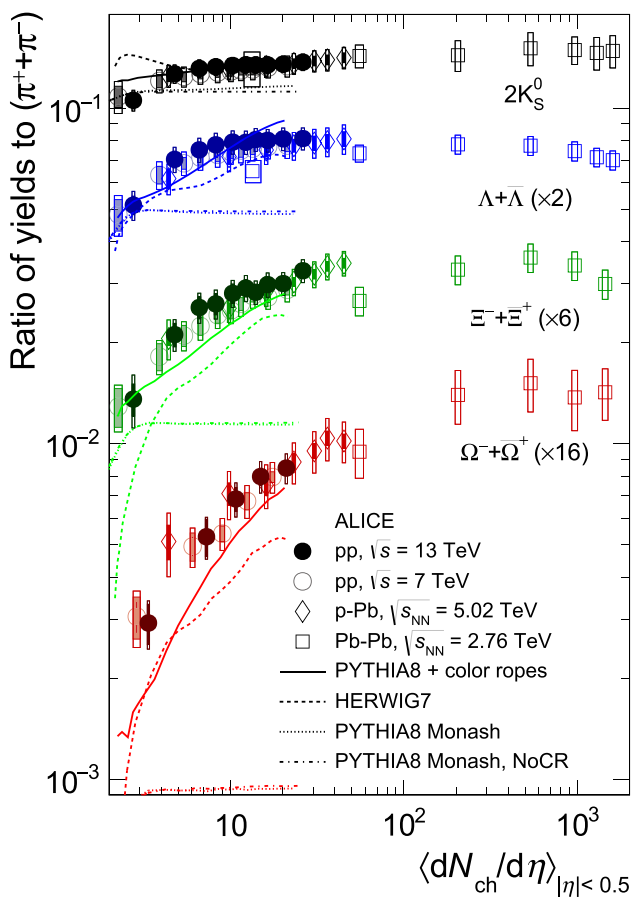 Ratio of yields to (π⁺+π⁻)
10⁻¹
2K⁰S
Λ+Λ̅ (×2)
Ξ⁻+Ξ̅⁺ (×6)
10⁻²
Ω⁻+Ω̅⁺ (×16)
ALICE
pp, √s = 13 TeV
pp, √s = 7 TeV
p-Pb, √sNN = 5.02 TeV
Pb-Pb, √sNN = 2.76 TeV
PYTHIA8 + color ropes
HERWIG7
PYTHIA8 Monash
PYTHIA8 Monash, NoCR
10⁻³
10 10² 10³
⟨dNch/dη⟩|η|< 0.5